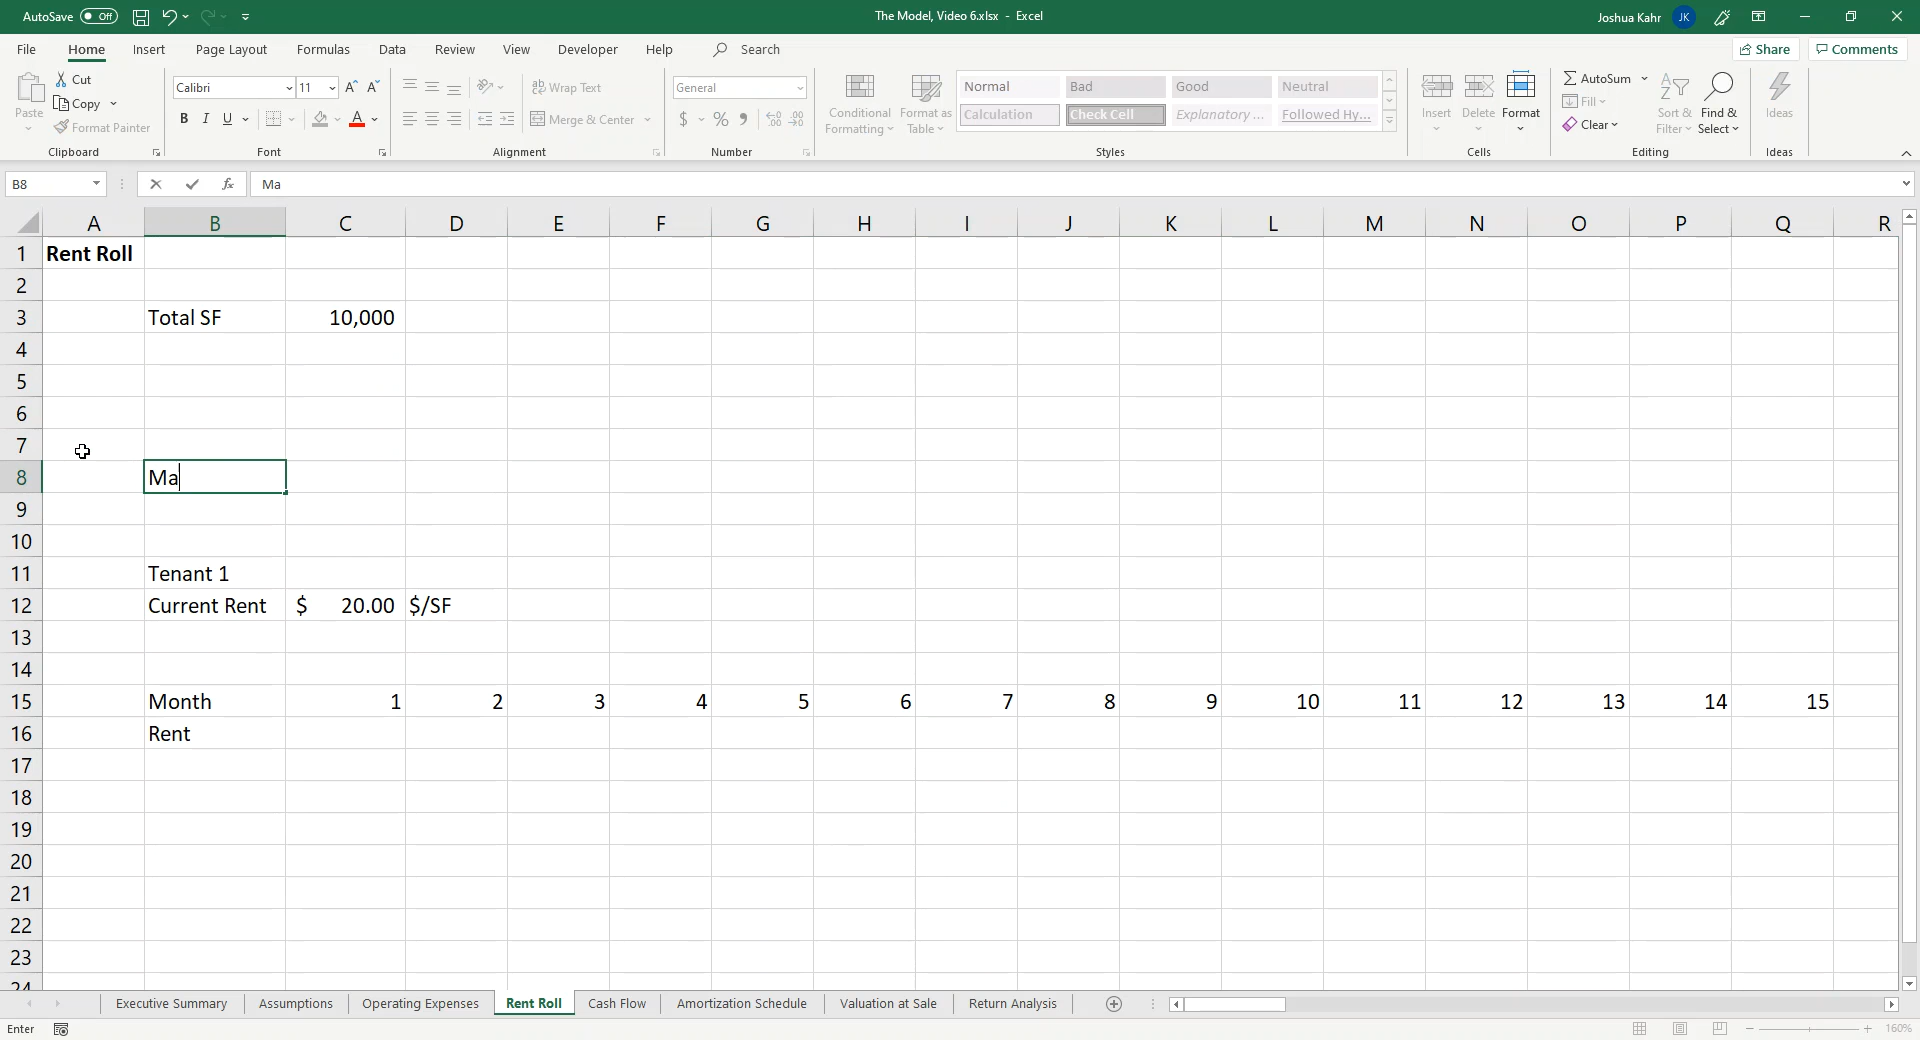 AutoSave Off The Model, Video 6.xlsx - Excel Joshua Kahr JK
File Home Insert Page Layout Formulas Data Review View Developer Help Search Share Comments
Paste Cut Copy Format Painter
Calibri 11
B I U A
Wrap Text
Merge & Center
General
$ %
Conditional Formatting
Format as Table
Normal Bad Good Neutral
Calculation Check Cell Explanatory ... Followed Hy...
Insert Delete Format
AutoSum
Fill
Clear
Sort & Filter
Find & Select
Ideas
Clipboard Font Alignment Number Styles Cells Editing Ideas
B8 fx Ma
A B C D E F G H I J K L M N O P Q R
1 Rent Roll
2
3 Total SF 10,000
4
5
6
7
8 Ma
9
10
11 Tenant 1
12 Current Rent $ 20.00 $/SF
13
14
15 Month 1 2 3 4 5 6 7 8 9 10 11 12 13 14 15
16 Rent
17
18
19
20
21
22
23
24
Executive Summary Assumptions Operating Expenses Rent Roll Cash Flow Amortization Schedule Valuation at Sale Return Analysis
Enter 160%